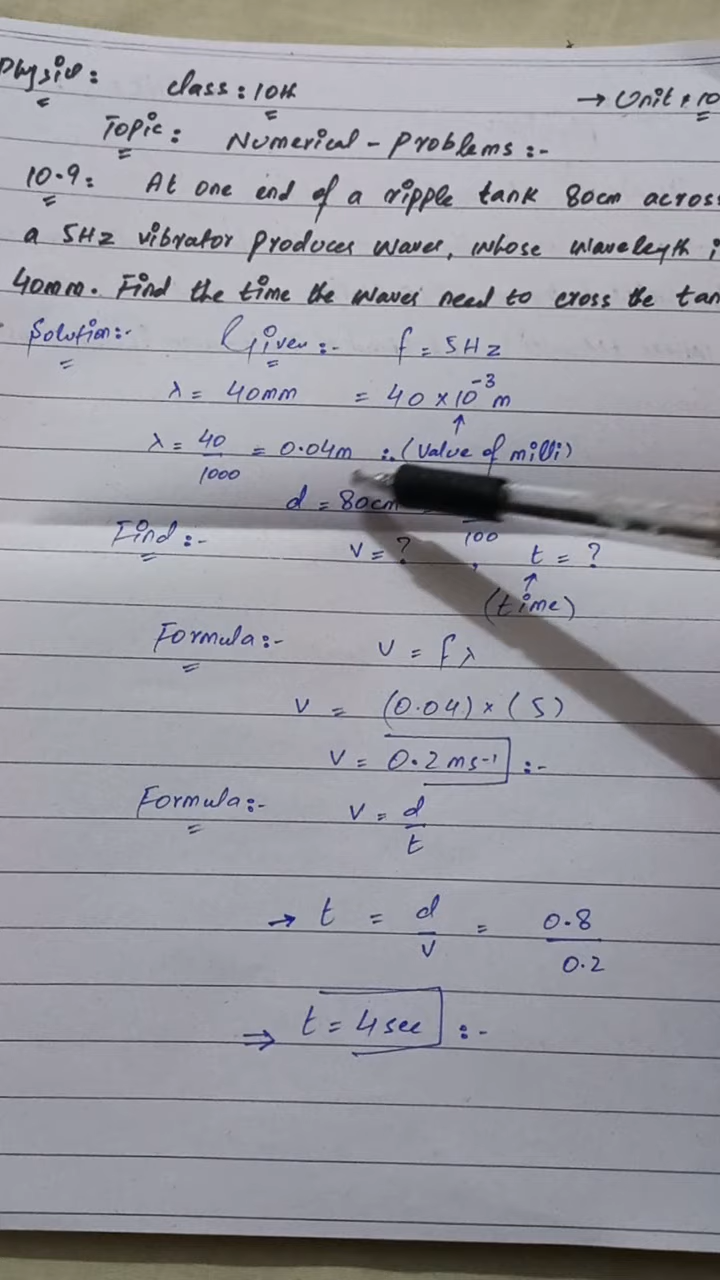 Physics: class: 10th → Unit, 10
Topic: Numerical - Problems :-
10.9: At one end of a ripple tank 80cm across
a 5Hz vibrator produces waves, whose wavelength i
40mm. Find the time the waves need to cross the tan
Solution:- Given:- f = 5Hz
λ = 40mm = 40 × 10⁻³ m
↑
λ = 40/1000 = 0.04m ∴ (value of milli)
d = 80cm
100
Find:- v = ? , t = ?
↑
(time)
Formula:- v = fλ
v = (0.04) × (5)
v = 0.2 ms⁻¹ :-
Formula:- v = d/t
→ t = d/v = 0.8/0.2
⇒ t = 4 sec :-